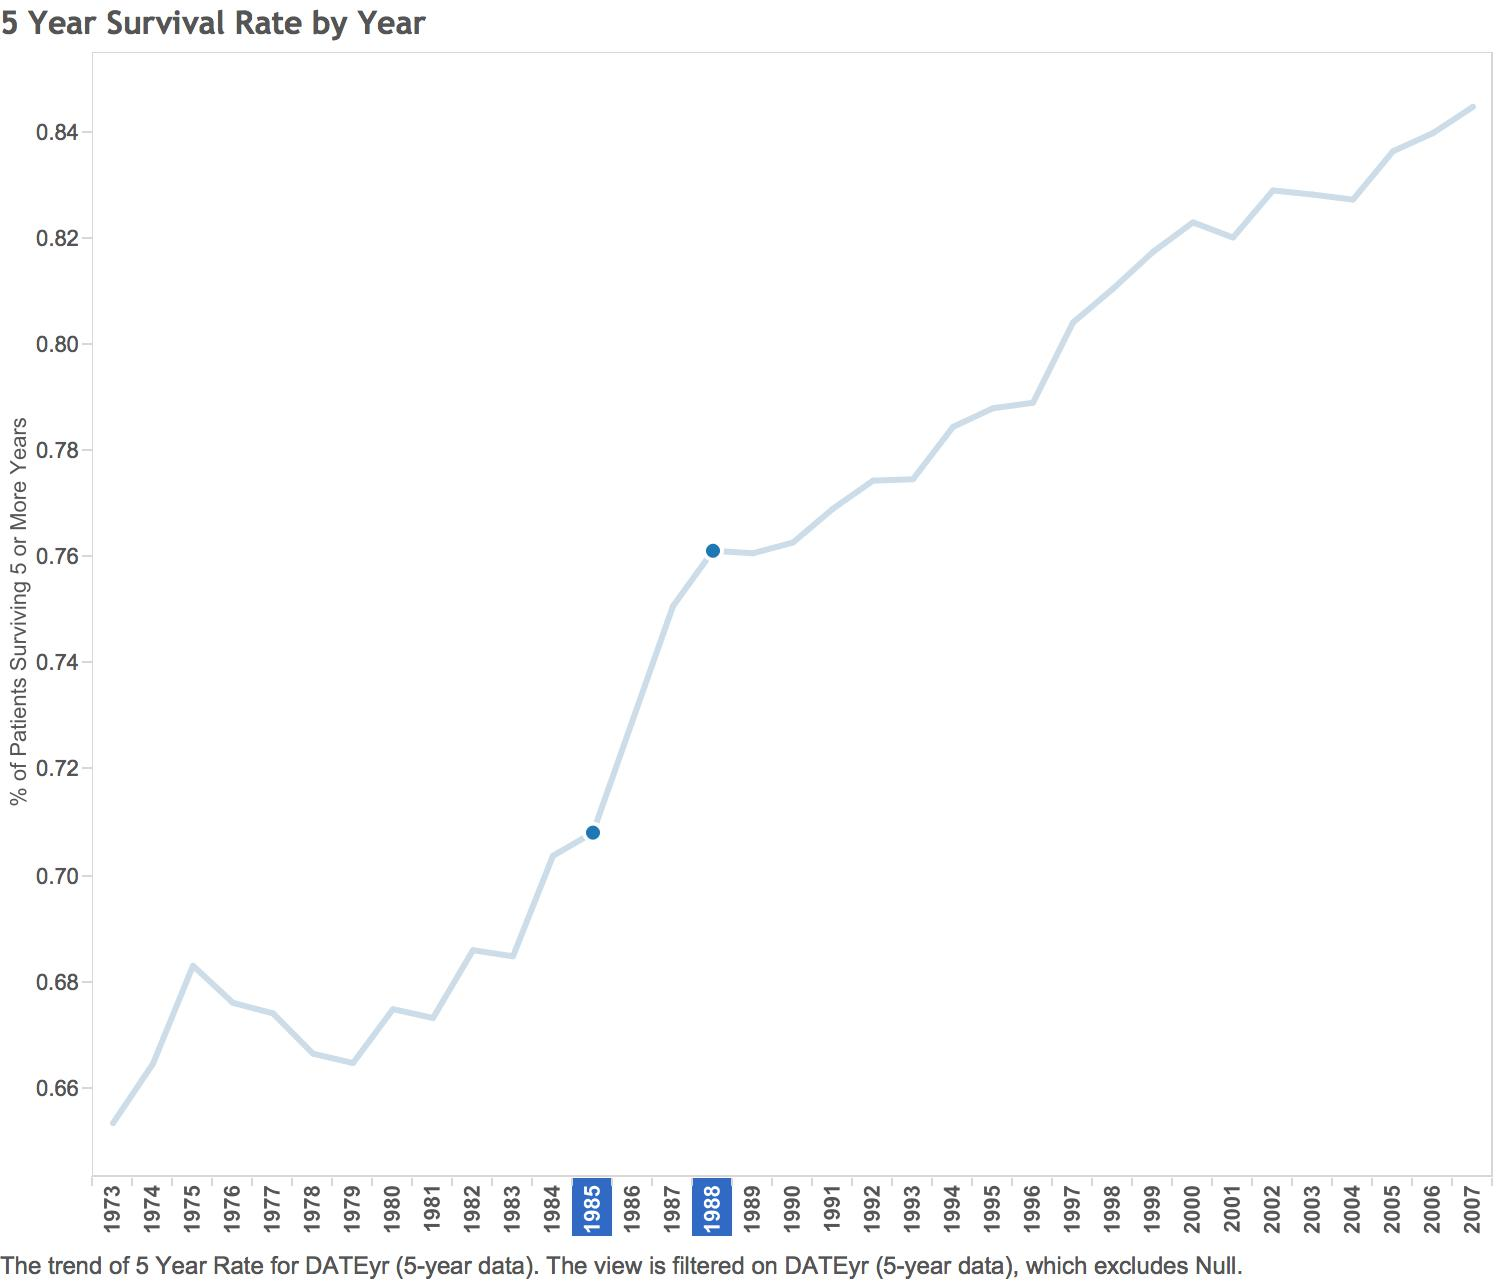 5 Year Survival Rate by Year
% of Patients Surviving 5 or More Years
0.84
0.82
0.80
0.78
0.76
0.74
0.72
0.70
0.68
0.66
1973 1974 1975 1976 1977 1978 1979 1980 1981 1982 1983 1984 1985 1986 1987 1988 1989 1990 1991 1992 1993 1994 1995 1996 1997 1998 1999 2000 2001 2002 2003 2004 2005 2006 2007
The trend of 5 Year Rate for DATEyr (5-year data). The view is filtered on DATEyr (5-year data), which excludes Null.